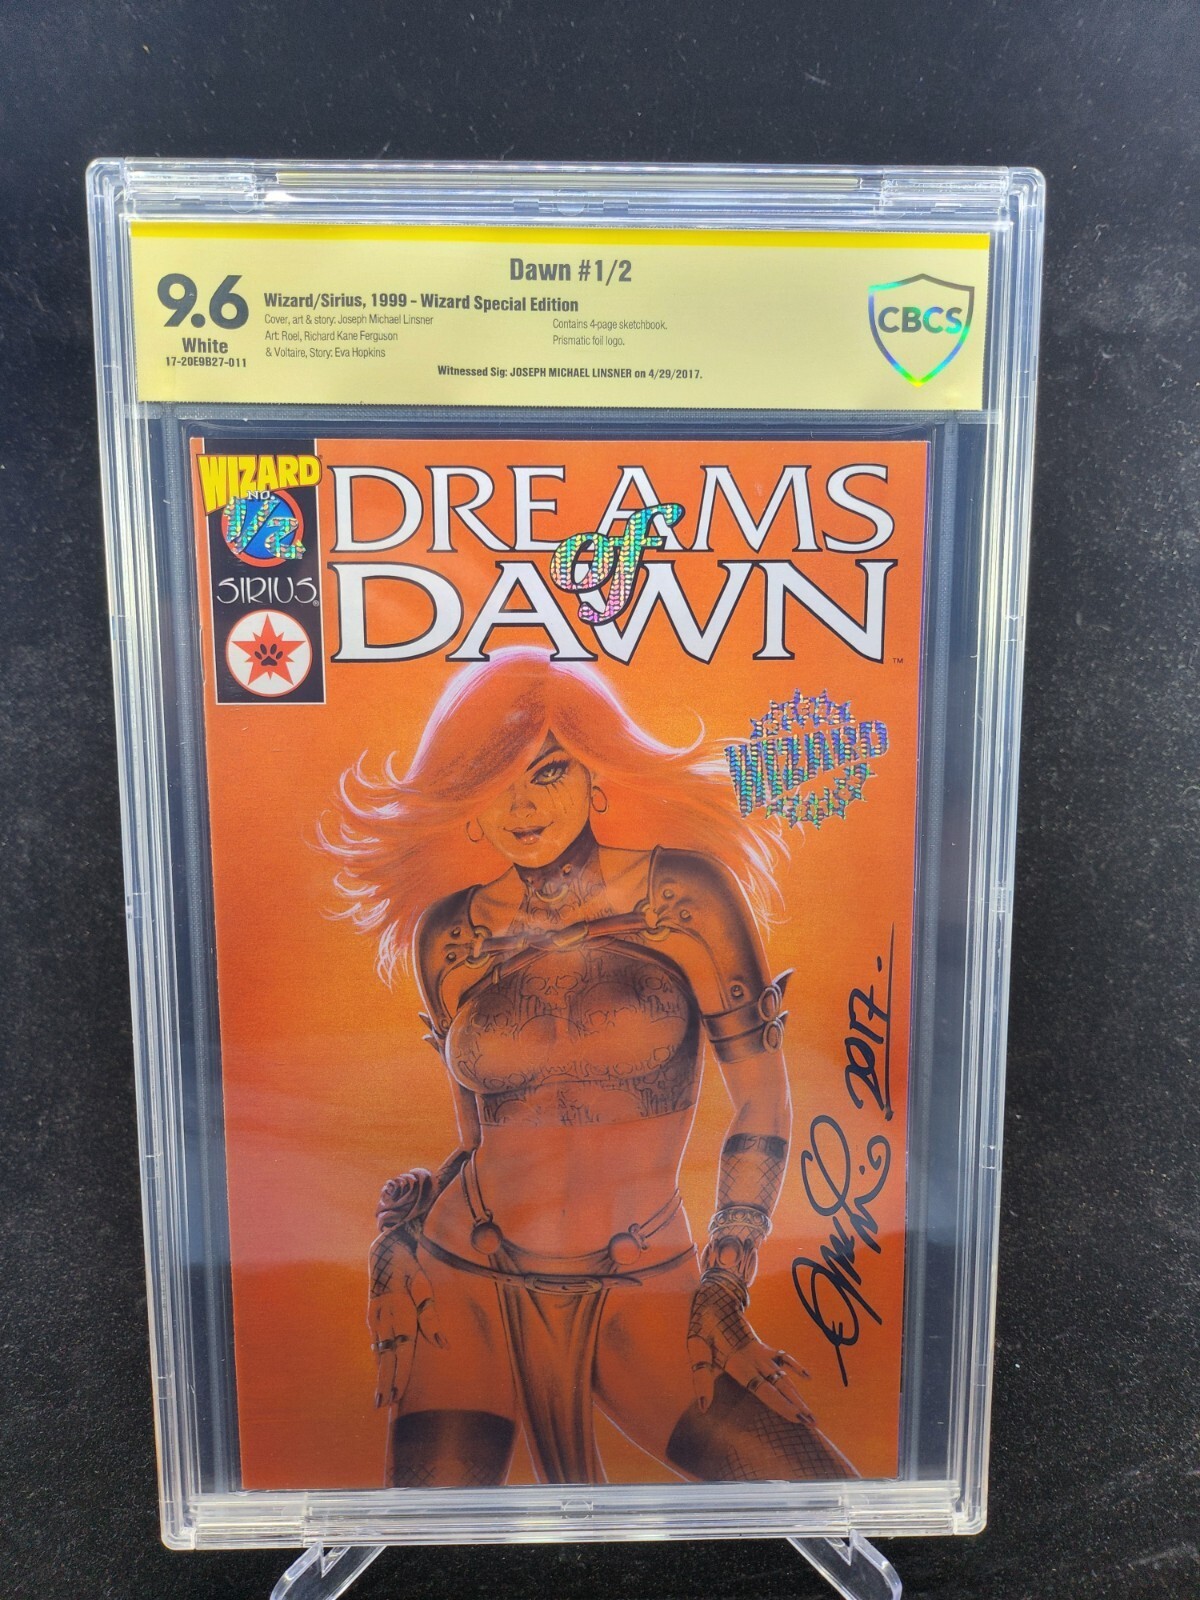 Dawn #1/2
9.6
White
17-20E9B27-011
Wizard/Sirius, 1999 - Wizard Special Edition
Cover, art & story: Joseph Michael Linsner
Art: Roel, Richard Kane Ferguson
& Voltaire, Story: Eva Hopkins
Contains 4-page sketchbook.
Prismatic foil logo.
Witnessed Sig: JOSEPH MICHAEL LINSNER on 4/29/2017.
CBCS
WIZARD
NO.
1/2
SIRIUS®
DREAMS
of
DAWN™
WIZARD
2017